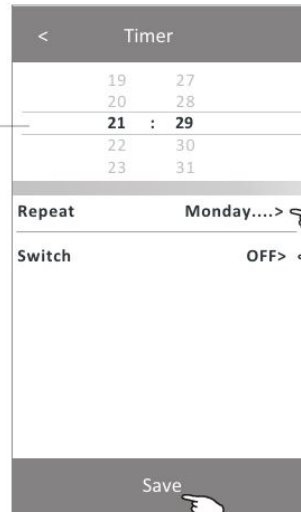 < Timer
19 27
20 28
21 : 29
22 30
23 31
Repeat Monday....>
Switch OFF>
Save